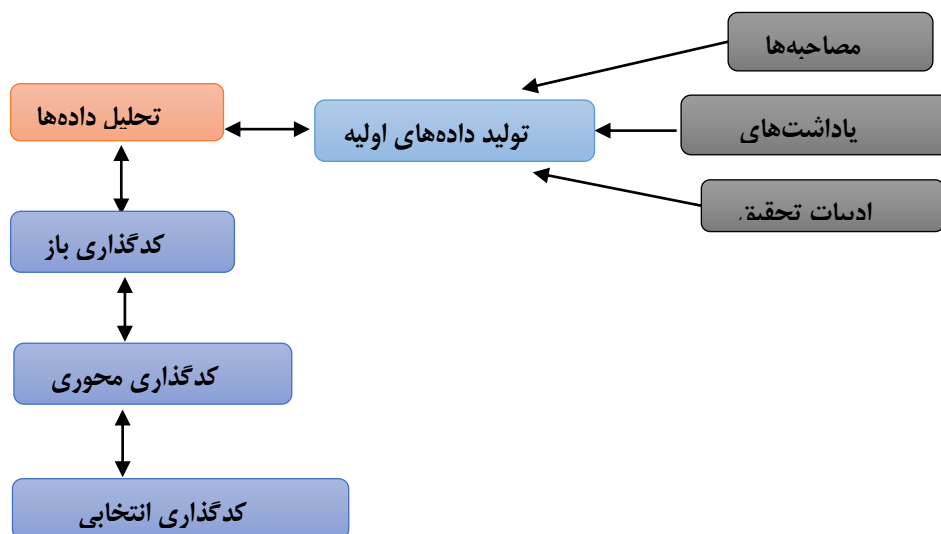 مصاحبه‌ها
یاداشت‌های
ادبیات تحقیق
تولید داده‌های اولیه
تحلیل داده‌ها
کدگذاری باز
کدگذاری محوری
کدگذاری انتخابی